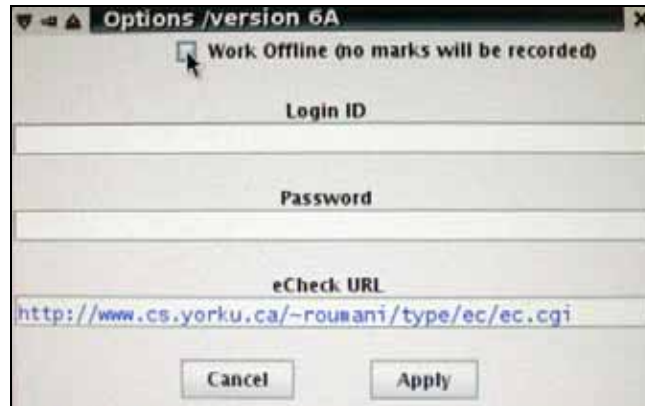 Options /version 6A
Work Offline (no marks will be recorded)
Login ID
Password
eCheck URL
http://www.cs.yorku.ca/~roumani/type/ec/ec.cgi
Cancel
Apply